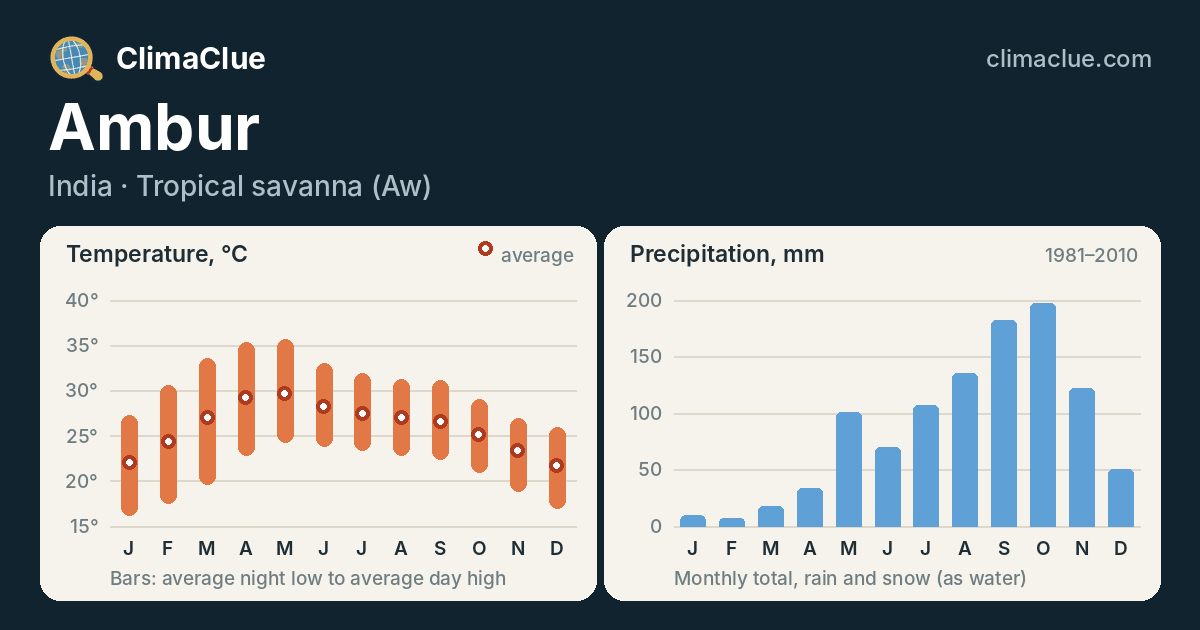 ClimaClue
climaclue.com
Ambur
India · Tropical savanna (Aw)
Temperature, °C
average
40°
35°
30°
25°
20°
15°
J F M A M J J A S O N D
Bars: average night low to average day high
Precipitation, mm
1981–2010
200
150
100
50
0
J F M A M J J A S O N D
Monthly total, rain and snow (as water)